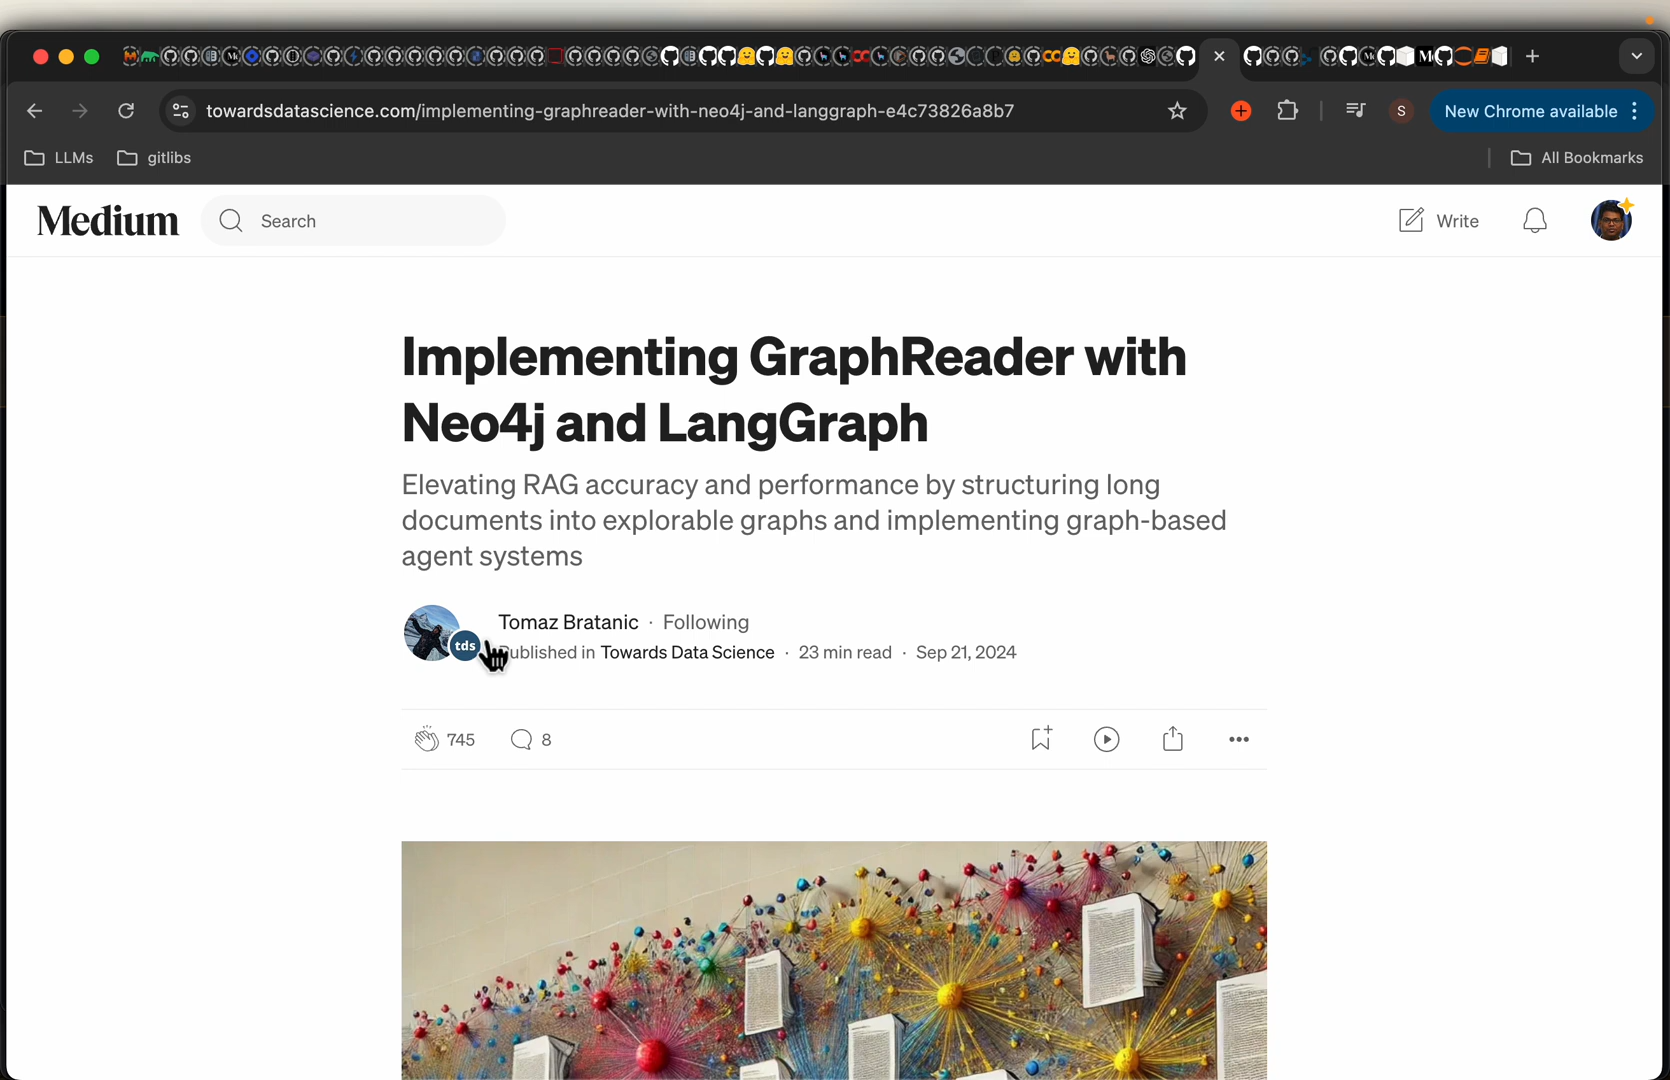 towardsdatascience.com/implementing-graphreader-with-neo4j-and-langgraph-e4c73826a8b7
S
New Chrome available
LLMs
gitlibs
All Bookmarks
Medium
Search
Write
Implementing GraphReader with
Neo4j and LangGraph
Elevating RAG accuracy and performance by structuring long
documents into explorable graphs and implementing graph-based
agent systems
Tomaz Bratanic · Following
tds
ublished in Towards Data Science · 23 min read · Sep 21, 2024
745
8